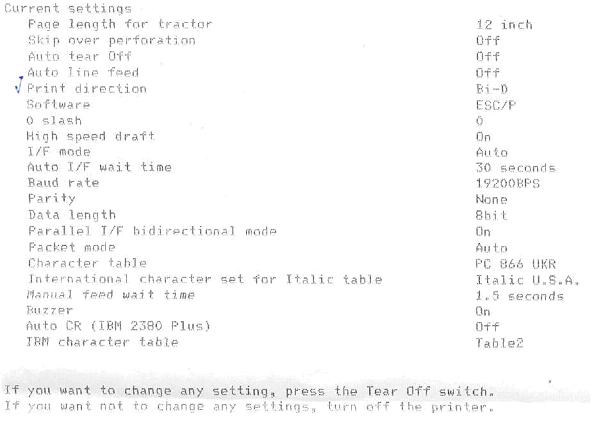 Current settings
Page length for tractor 12 inch
Skip over perforation Off
Auto tear Off Off
Auto line feed Off
√ Print direction Bi-D
Software ESC/P
0 slash 0
High speed draft On
I/F mode Auto
Auto I/F wait time 30 seconds
Baud rate 19200BPS
Parity None
Data length 8bit
Parallel I/F bidirectional mode On
Packet mode Auto
Character table PC 866 UKR
International character set for Italic table Italic U.S.A.
Manual feed wait time 1.5 seconds
Buzzer On
Auto CR (IBM 2380 Plus) Off
IBM character table Table2
If you want to change any setting, press the Tear Off switch.
If you want not to change any settings, turn off the printer.